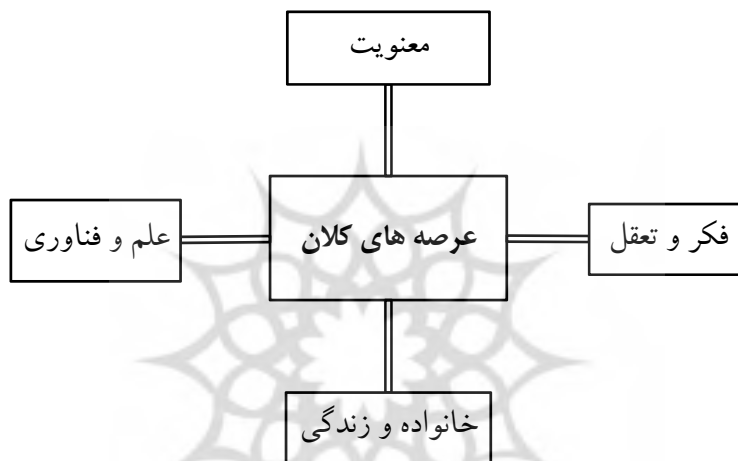 معنویت
فکر و تعقل
عرصه های کلان
علم و فناوری
خانواده و زندگی